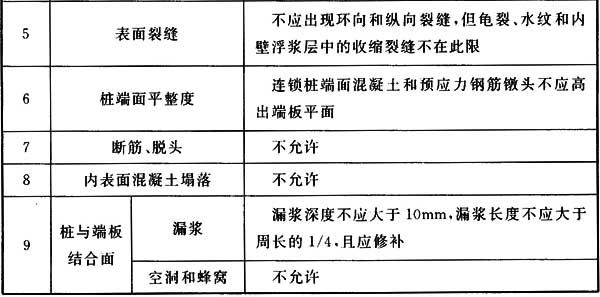 5 表面裂缝 不应出现环向和纵向裂缝,但龟裂、水纹和内
壁浮浆层中的收缩裂缝不在此限
6 桩端面平整度 连锁桩端面混凝土和预应力钢筋镦头不应高
出端板平面
7 断筋、脱头 不允许
8 内表面混凝土塌落 不允许
9 桩与端板
结合面 漏浆 漏浆深度不应大于 10mm,漏浆长度不应大于
周长的 1/4,且应修补
空洞和蜂窝 不允许